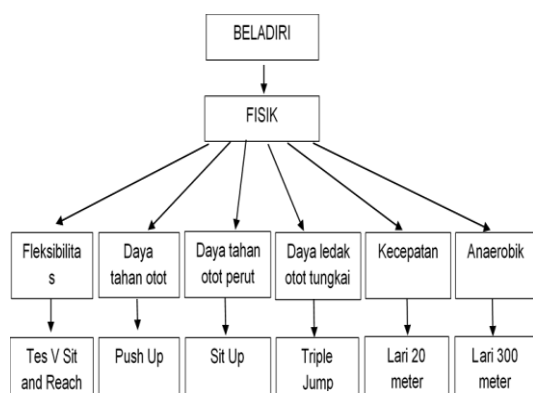 BELADIRI
FISIK
Fleksibilita
s
Daya
tahan otot
Daya tahan
otot perut
Daya ledak
otot tungkai
Kecepatan
Anaerobik
Tes V Sit
and Reach
Push Up
Sit Up
Triple
Jump
Lari 20
meter
Lari 300
meter